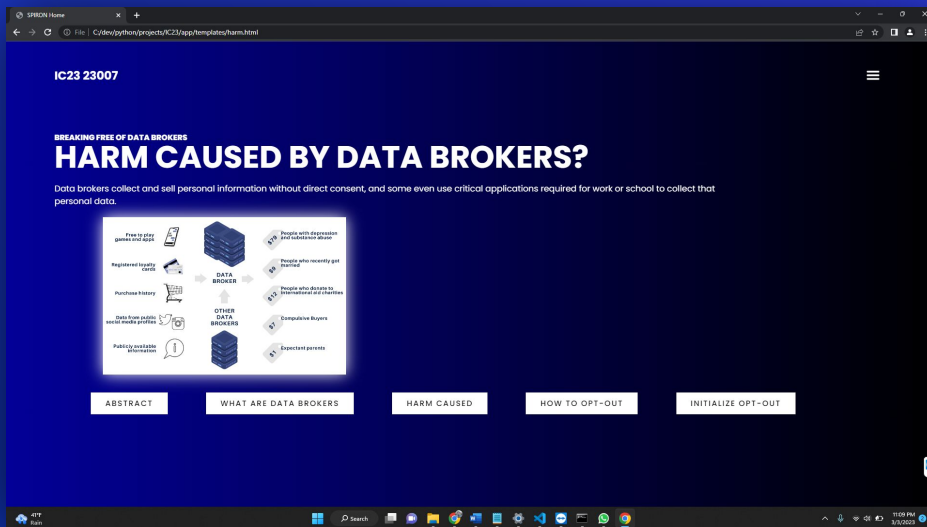 SPIRION Home
File | C:/dev/python/projects/IC23/app/templates/harm.html
IC23 23007
BREAKING FREE OF DATA BROKERS
HARM CAUSED BY DATA BROKERS?
Data brokers collect and sell personal information without direct consent, and some even use critical applications required for work or school to collect that
personal data.
Free to play
games and apps
Registered loyalty
cards
Purchase history
Data from public
social media profiles
Publicly available
information
DATA
BROKER
OTHER
DATA
BROKERS
$79
People with depression
and substance abuse
People who recently got
married
$12
People who donate to
international aid charities
$7
Compulsive Buyers
$1
Expectant parents
ABSTRACT
WHAT ARE DATA BROKERS
HARM CAUSED
HOW TO OPT-OUT
INITIALIZE OPT-OUT
41°F
Rain
Search
11:09 PM
3/3/2023